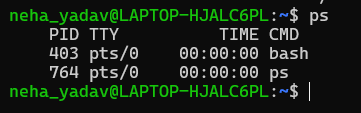 neha_yadav@LAPTOP-HJALC6PL:~$ ps
    PID TTY          TIME CMD
    403 pts/0    00:00:00 bash
    764 pts/0    00:00:00 ps
neha_yadav@LAPTOP-HJALC6PL:~$